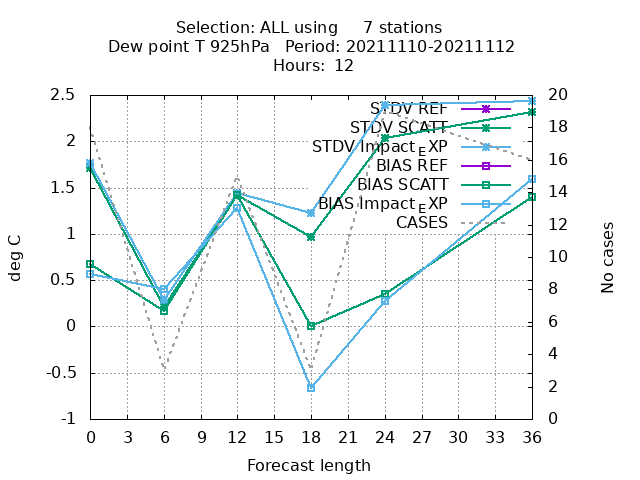 Selection: ALL using     7 stations
Dew point T 925hPa   Period: 20211110-20211112
Hours: 12
2.5
2
1.5
1
0.5
0
-0.5
-1
deg C
20
18
16
14
12
10
8
6
4
2
0
No cases
STDV REF
STDV SCATT
STDV Impact_EXP
BIAS REF
BIAS SCATT
BIAS Impact_EXP
CASES
0 3 6 9 12 15 18 21 24 27 30 33 36
Forecast length